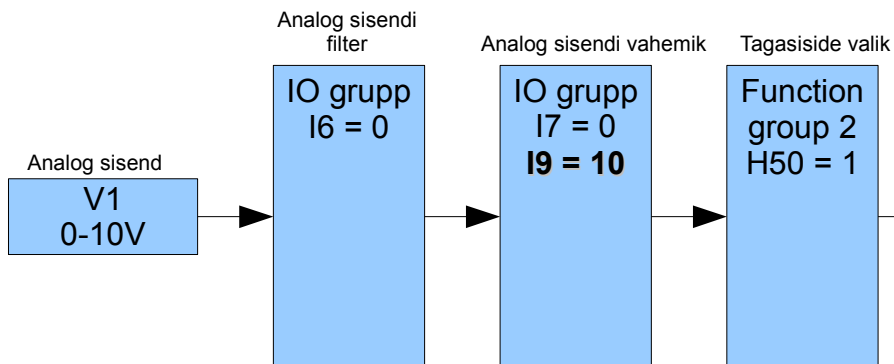 Analog sisend
V1
0-10V
Analog sisendi
filter
IO grupp
I6 = 0
Analog sisendi vahemik
IO grupp
I7 = 0
I9 = 10
Tagasiside valik
Function
group 2
H50 = 1